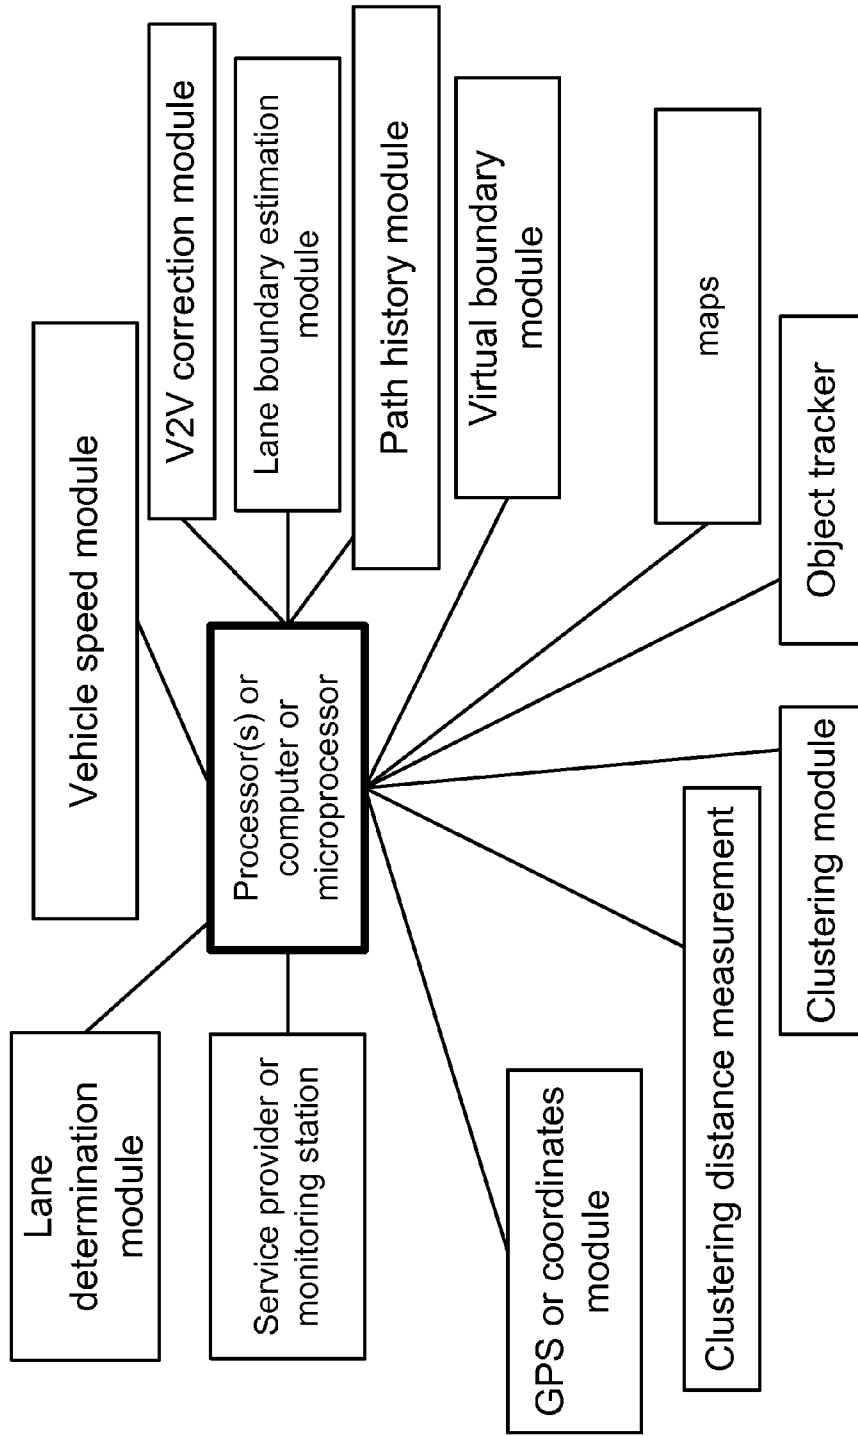 Lane
determination
module
Vehicle speed module
V2V correction module
Lane boundary estimation
module
Path history module
Virtual boundary
module
Processor(s) or
computer or
microprocessor
Service provider or
monitoring station
GPS or coordinates
module
Clustering distance measurement
Clustering module
Object tracker
maps